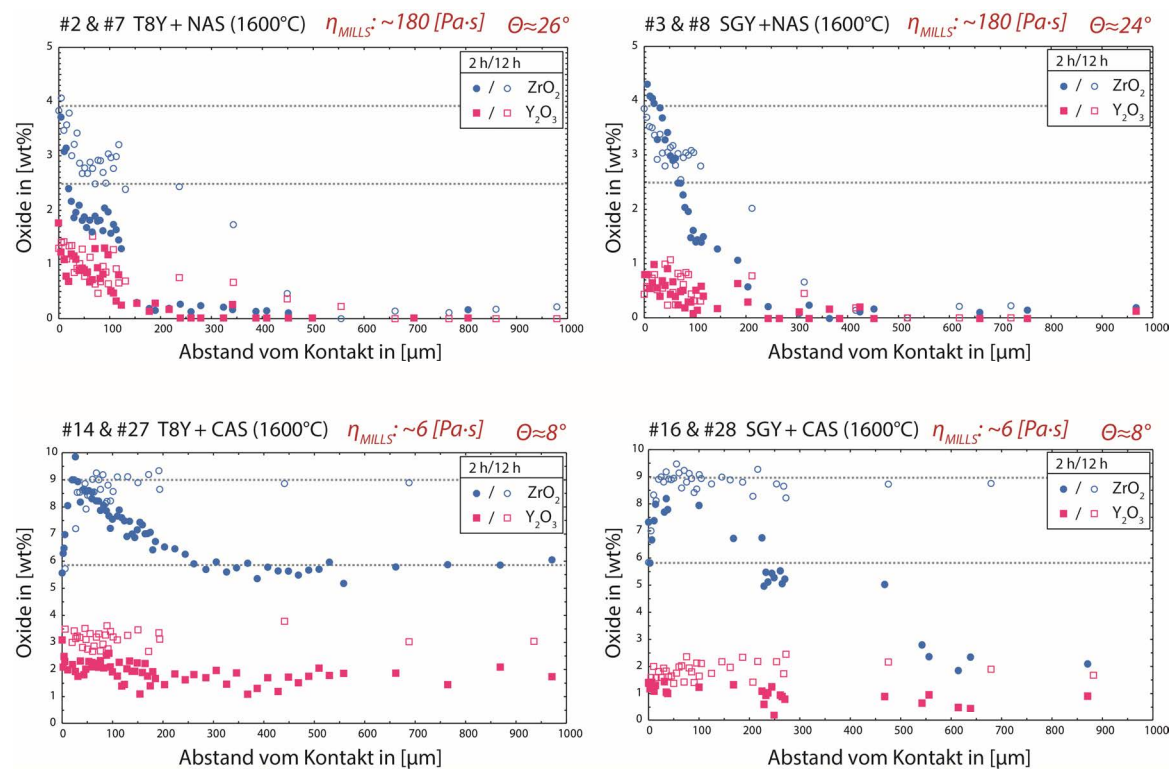 #2 & #7 T8Y + NAS (1600°C) η_MILLS: ~180 [Pa·s] Θ≈26°
2 h/12 h
● / ○ ZrO₂
■ / □ Y₂O₃
Oxide in [wt%]
5
4
3
2
1
0
0 100 200 300 400 500 600 700 800 900 1000
Abstand vom Kontakt in [µm]
#3 & #8 SGY + NAS (1600°C) η_MILLS: ~180 [Pa·s] Θ≈24°
2 h/12 h
● / ○ ZrO₂
■ / □ Y₂O₃
Oxide in [wt%]
5
4
3
2
1
0
0 100 200 300 400 500 600 700 800 900 1000
Abstand vom Kontakt in [µm]
#14 & #27 T8Y + CAS (1600°C) η_MILLS: ~6 [Pa·s] Θ≈8°
2 h/12 h
● / ○ ZrO₂
■ / □ Y₂O₃
Oxide in [wt%]
10
9
8
7
6
5
4
3
2
1
0
0 100 200 300 400 500 600 700 800 900 1000
Abstand vom Kontakt in [µm]
#16 & #28 SGY + CAS (1600°C) η_MILLS: ~6 [Pa·s] Θ≈8°
2 h/12 h
● / ○ ZrO₂
■ / □ Y₂O₃
Oxide in [wt%]
10
9
8
7
6
5
4
3
2
1
0
0 100 200 300 400 500 600 700 800 900 1000
Abstand vom Kontakt in [µm]